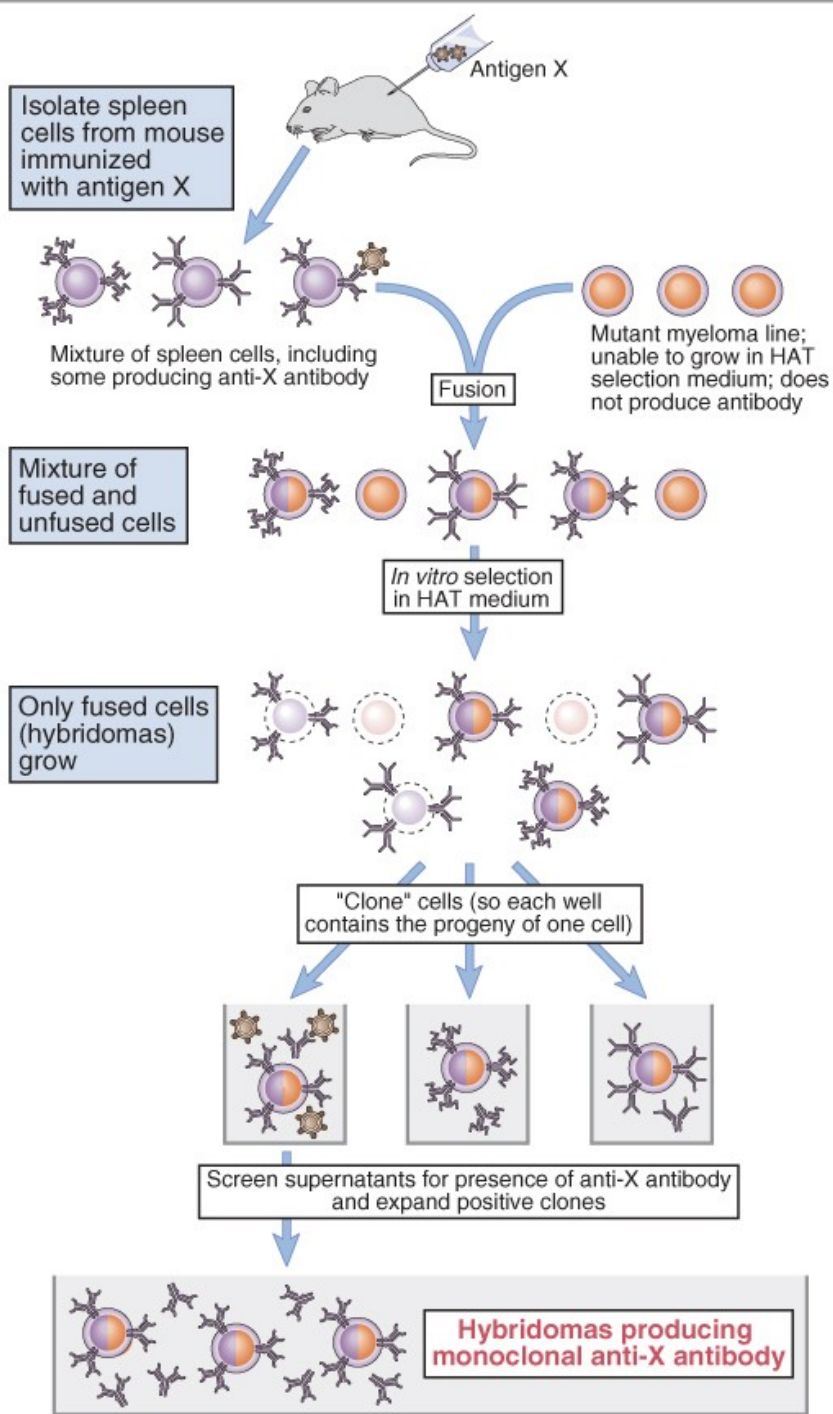 Antigen X
Isolate spleen
cells from mouse
immunized
with antigen X
Mixture of spleen cells, including
some producing anti-X antibody
Mutant myeloma line;
unable to grow in HAT
selection medium; does
not produce antibody
Fusion
Mixture of
fused and
unfused cells
In vitro selection
in HAT medium
Only fused cells
(hybridomas)
grow
"Clone" cells (so each well
contains the progeny of one cell)
Screen supernatants for presence of anti-X antibody
and expand positive clones
Hybridomas producing
monoclonal anti-X antibody